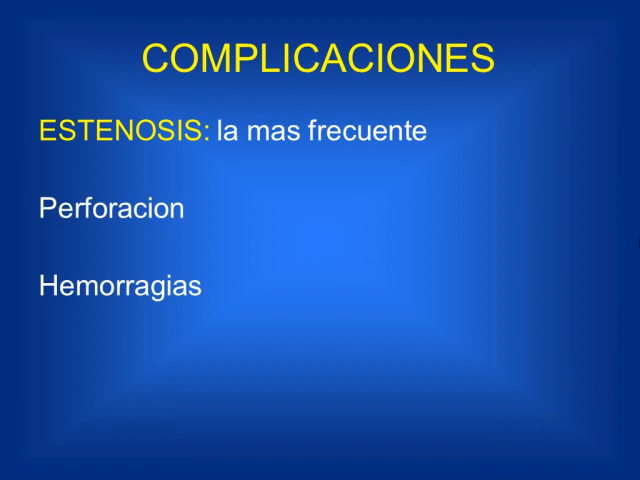 COMPLICACIONES
ESTENOSIS: la mas frecuente
Perforacion
Hemorragias